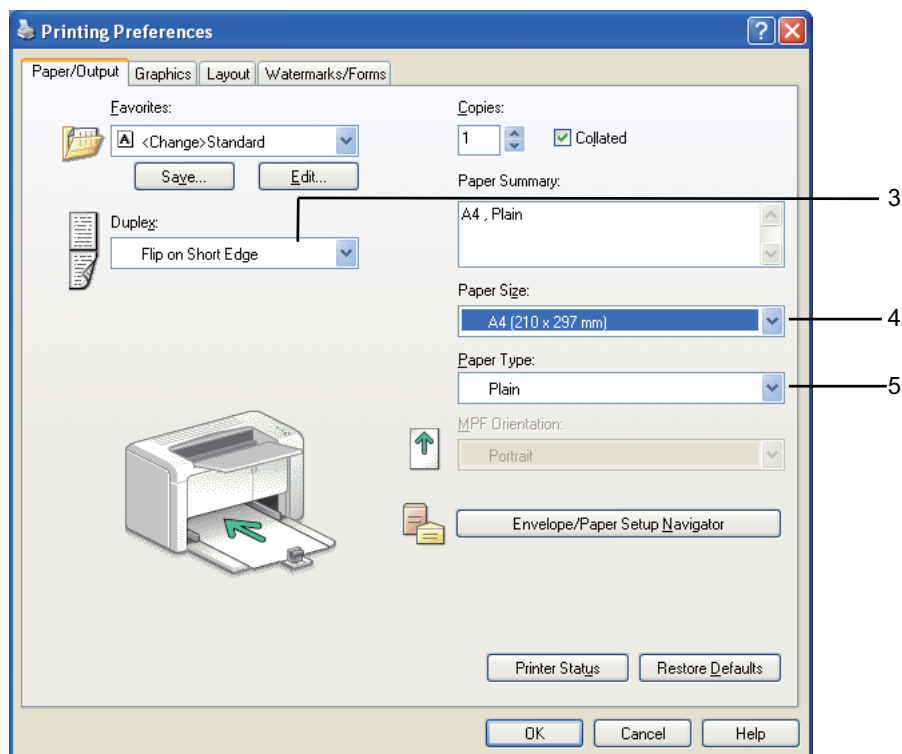 Printing Preferences
Paper/Output Graphics Layout Watermarks/Forms
Favorites:
A <Change>Standard
Save... Edit...
Duplex:
Flip on Short Edge
Copies:
1 Collated
Paper Summary:
A4 , Plain
3
Paper Size:
A4 (210 x 297 mm)
4
Paper Type:
Plain
5
MPF Orientation:
Portrait
Envelope/Paper Setup Navigator
Printer Status Restore Defaults
OK Cancel Help